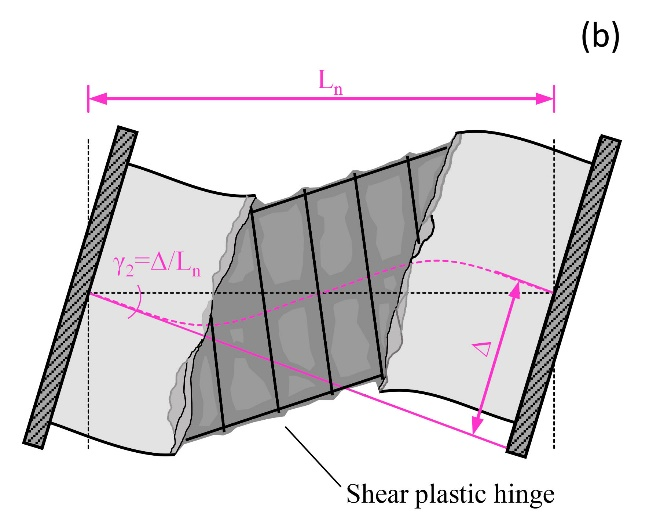 (b)
Lₙ
γ₂=Δ/Lₙ
Δ
Shear plastic hinge